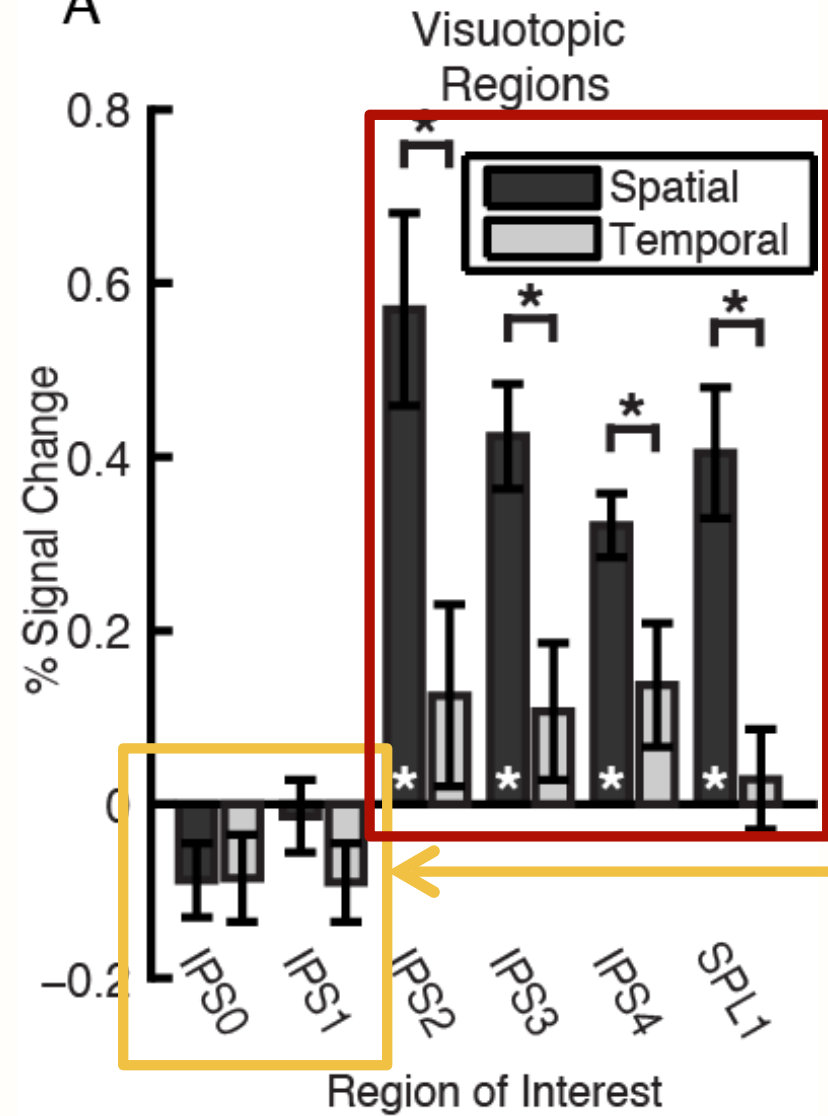 A
Visuotopic
Regions
0.8
0.6
0.4
0.2
0
−0.2
% Signal Change
*
Spatial
Temporal
*
*
*
*
*
*
*
IPS0
IPS1
IPS2
IPS3
IPS4
SPL1
Region of Interest